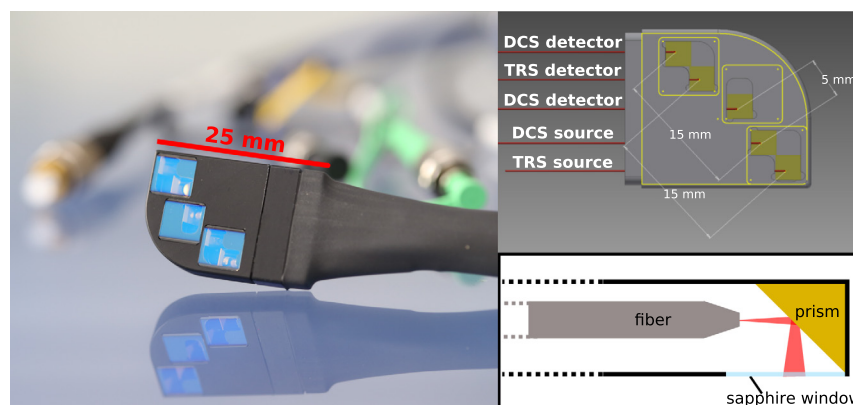 25 mm
DCS detector
TRS detector
DCS detector
DCS source
TRS source
5 mm
15 mm
15 mm
fiber
prism
sapphire window